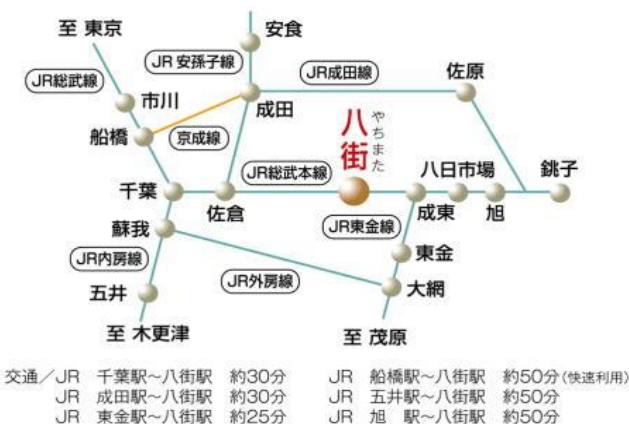 至 東京
安食
JR 安孫子線
JR成田線
佐原
JR総武線
市川
成田
船橋
京成線
八街
やちまた
JR総武本線
八日市場
銚子
千葉
佐倉
成東
旭
蘇我
JR東金線
JR内房線
東金
JR外房線
五井
大網
至 木更津
至 茂原
交通／JR 千葉駅～八街駅 約30分
JR 船橋駅～八街駅 約50分(快速利用)
JR 成田駅～八街駅 約30分
JR 五井駅～八街駅 約50分
JR 東金駅～八街駅 約25分
JR 旭 駅～八街駅 約50分